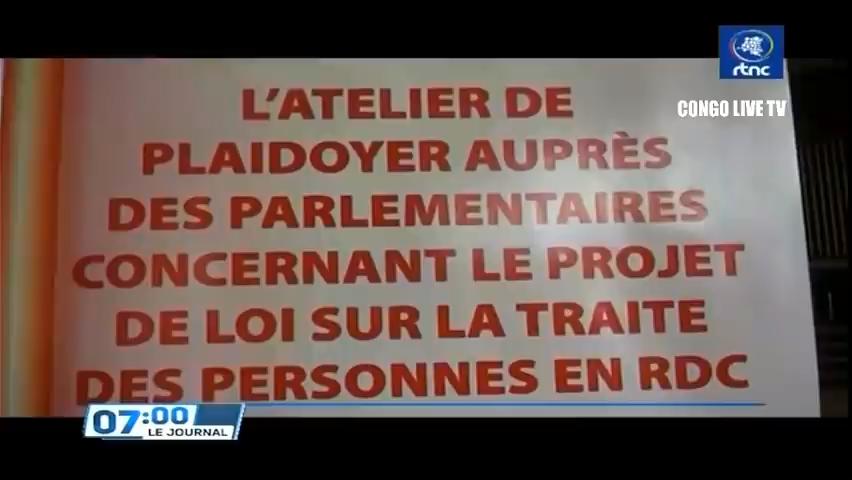 rtnc
CONGO LIVE TV
L'ATELIER DE
PLAIDOYER AUPRÈS
DES PARLEMENTAIRES
CONCERNANT LE PROJET
DE LOI SUR LA TRAITE
DES PERSONNES EN RDC
07:00
LE JOURNAL